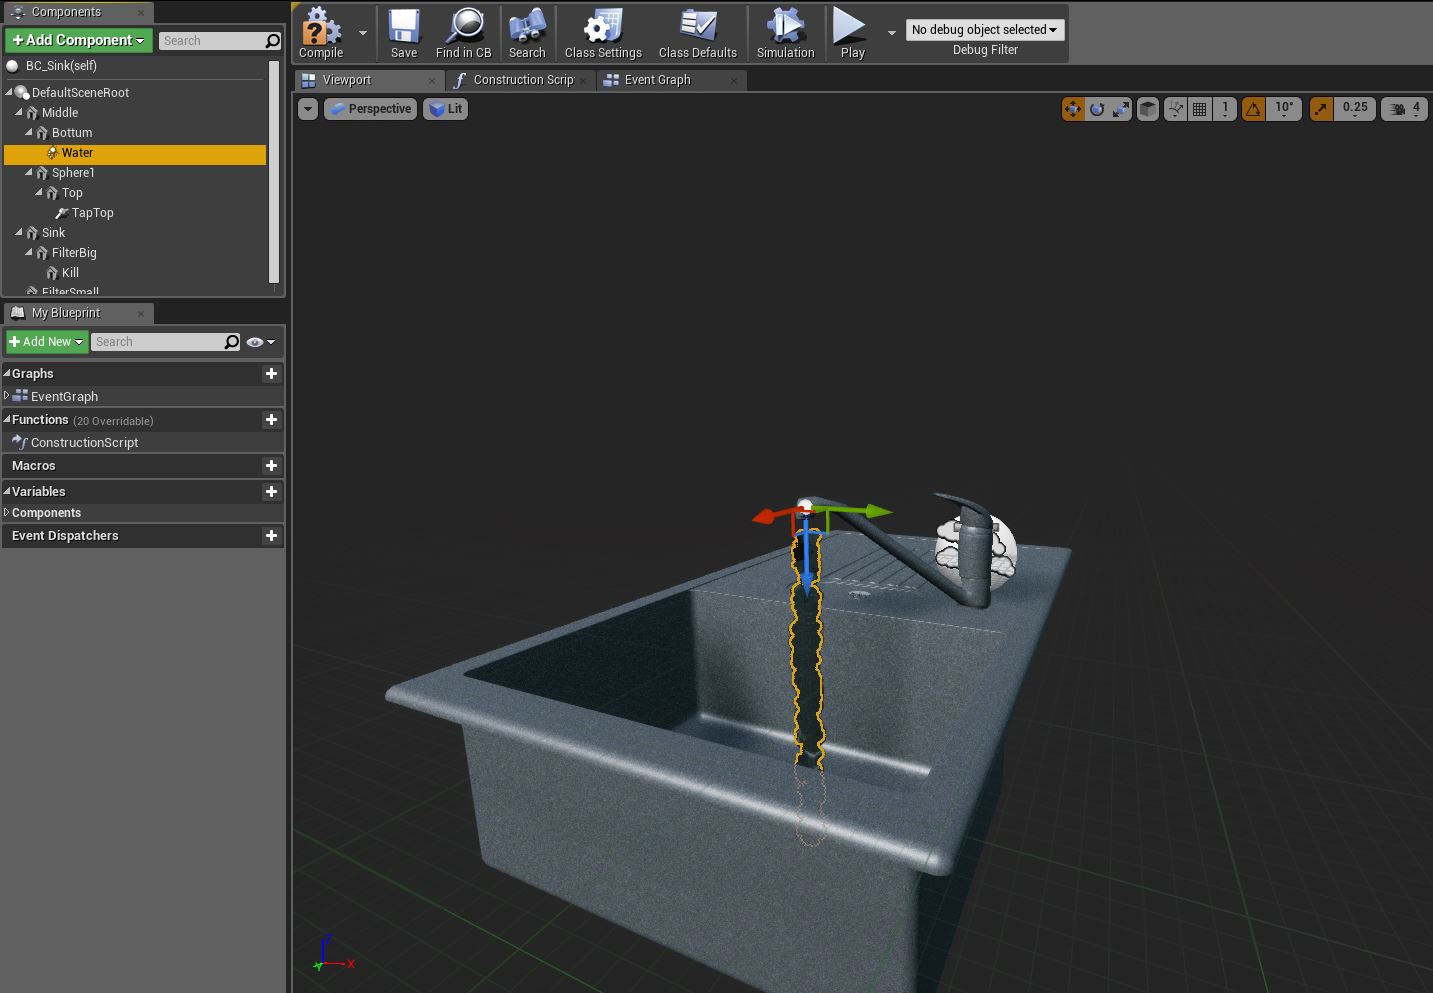 Components
Add Component
Search
BC_Sink(self)
DefaultSceneRoot
Middle
Bottum
Water
Sphere1
Top
TapTop
Sink
FilterBig
Kill
FilterSmall
My Blueprint
Add New
Search
Graphs
EventGraph
Functions (20 Overridable)
ConstructionScript
Macros
Variables
Components
Event Dispatchers
Compile
Save
Find in CB
Search
Class Settings
Class Defaults
Simulation
Play
No debug object selected
Debug Filter
Viewport
Construction Scrip
Event Graph
Perspective
Lit
1
10°
0.25
4
Z
Y
X